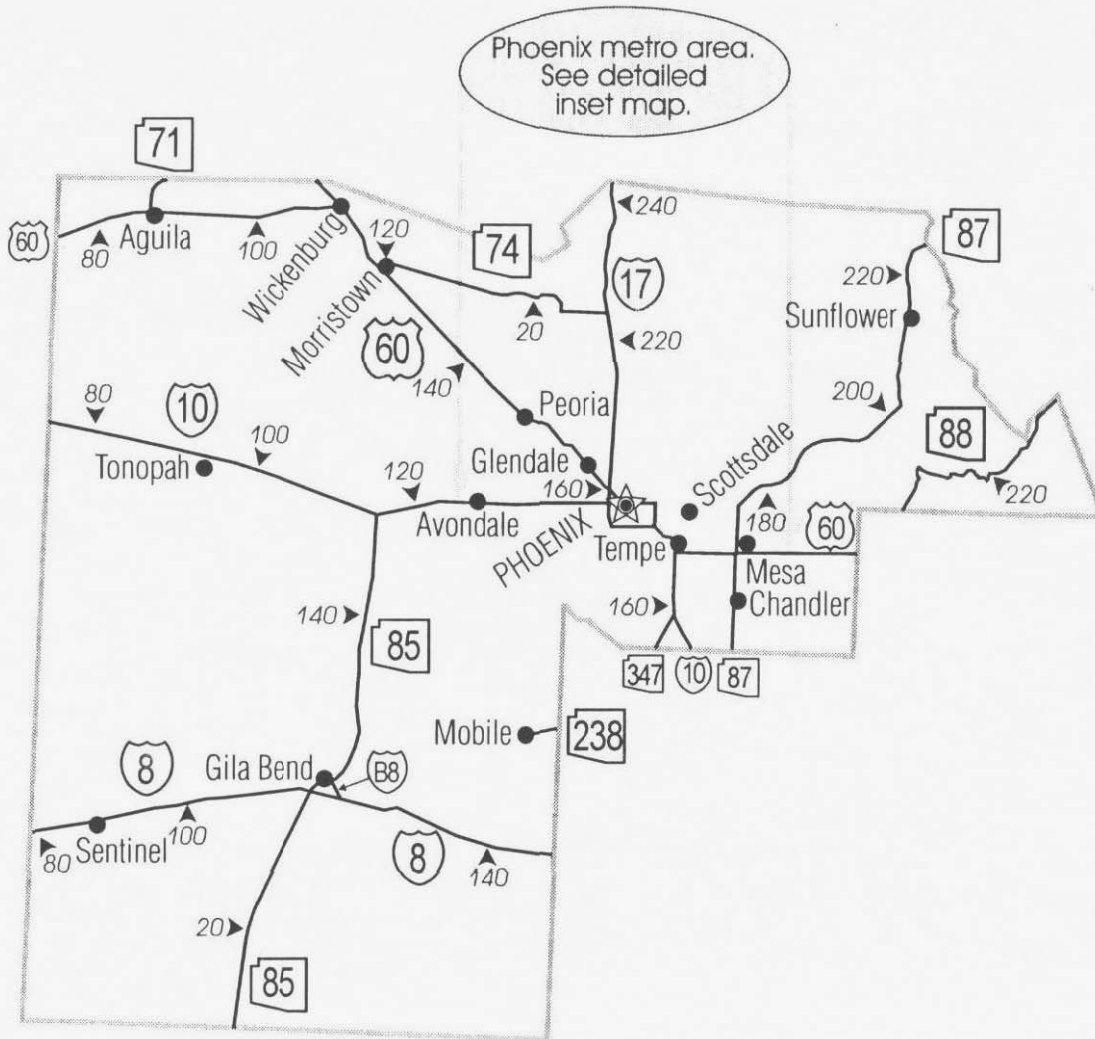 Phoenix metro area.
See detailed
inset map.
71
60
Aguila
80
100
Wickenburg
120
Morristown
74
20
240
17
220
87
220
Sunflower
60
140
200
80
10
100
Tonopah
Peoria
Glendale
160
Scottsdale
88
220
120
Avondale
PHOENIX
Tempe
180
60
Mesa
Chandler
160
347
10
87
140
85
Mobile
238
8
Gila Bend
B8
80
Sentinel
100
8
140
20
85